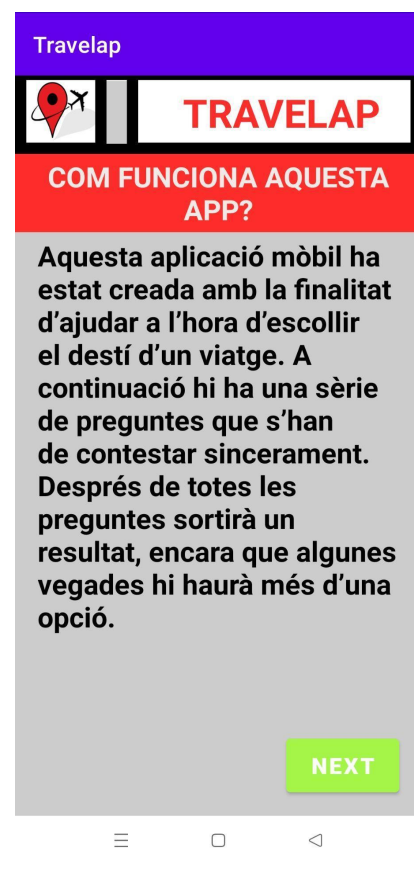 Travelap
TRAVELAP
COM FUNCIONA AQUESTA
APP?
Aquesta aplicació mòbil ha
estat creada amb la finalitat
d’ajudar a l’hora d’escollir
el destí d’un viatge. A
continuació hi ha una sèrie
de preguntes que s’han
de contestar sincerament.
Després de totes les
preguntes sortirà un
resultat, encara que algunes
vegades hi haurà més d’una
opció.
NEXT